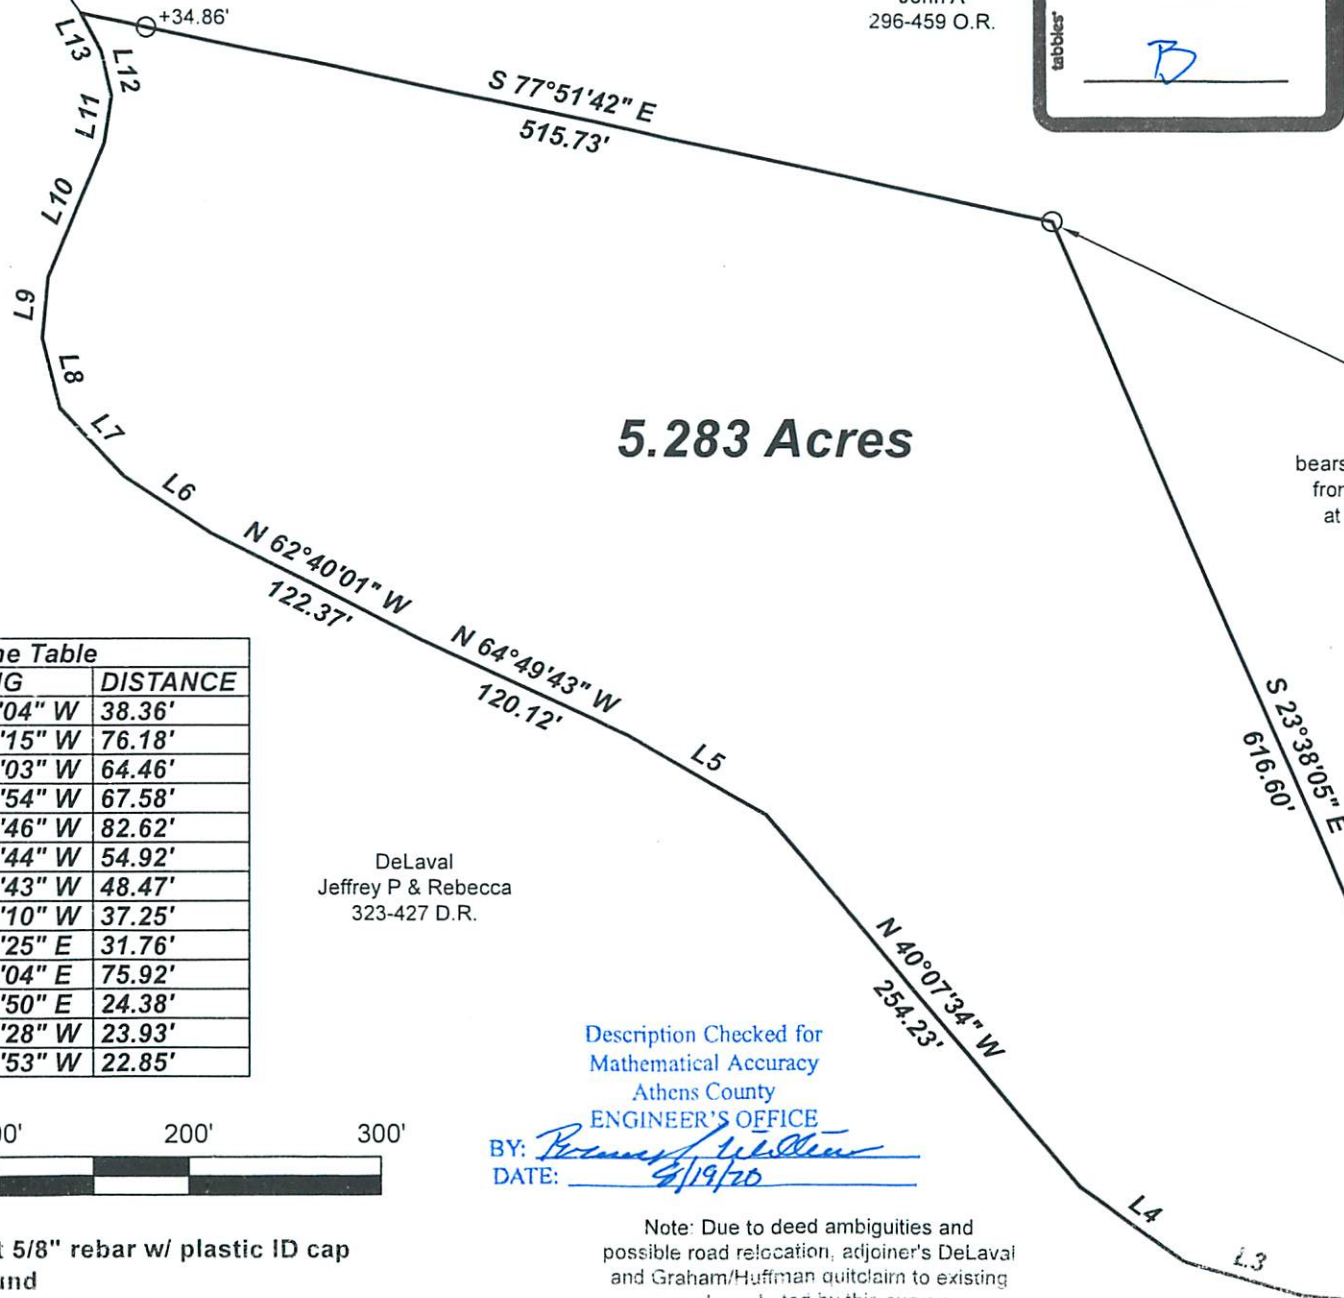 +34.86'
296-459 O.R.
tabbies'
B
L13
L12
L11
L10
L9
L8
L7
L6
S 77°51'42" E
515.73'
5.283 Acres
bears
at
N 62°40'01" W
122.37'
N 64°49'43" W
120.12'
L5
S 23°38'05" E
616.60'
ne Table
DISTANCE
'04" W 38.36'
'15" W 76.18'
'03" W 64.46'
'54" W 67.58'
'46" W 82.62'
'44" W 54.92'
'43" W 48.47'
'10" W 37.25'
'25" E 31.76'
'04" E 75.92'
'50" E 24.38'
'28" W 23.93'
'53" W 22.85'
DeLaval
Jeffrey P & Rebecca
323-427 D.R.
N 40°07'34" W
254.23'
Description Checked for
Mathematical Accuracy
Athens County
ENGINEER'S OFFICE
BY:
DATE: 8/19/20
200' 300'
5/8" rebar w/ plastic ID cap
L4
L3
Note: Due to deed ambiguities and
possible road relocation, adjoiner's DeLaval
and Graham/Huffman quitclaim to existing